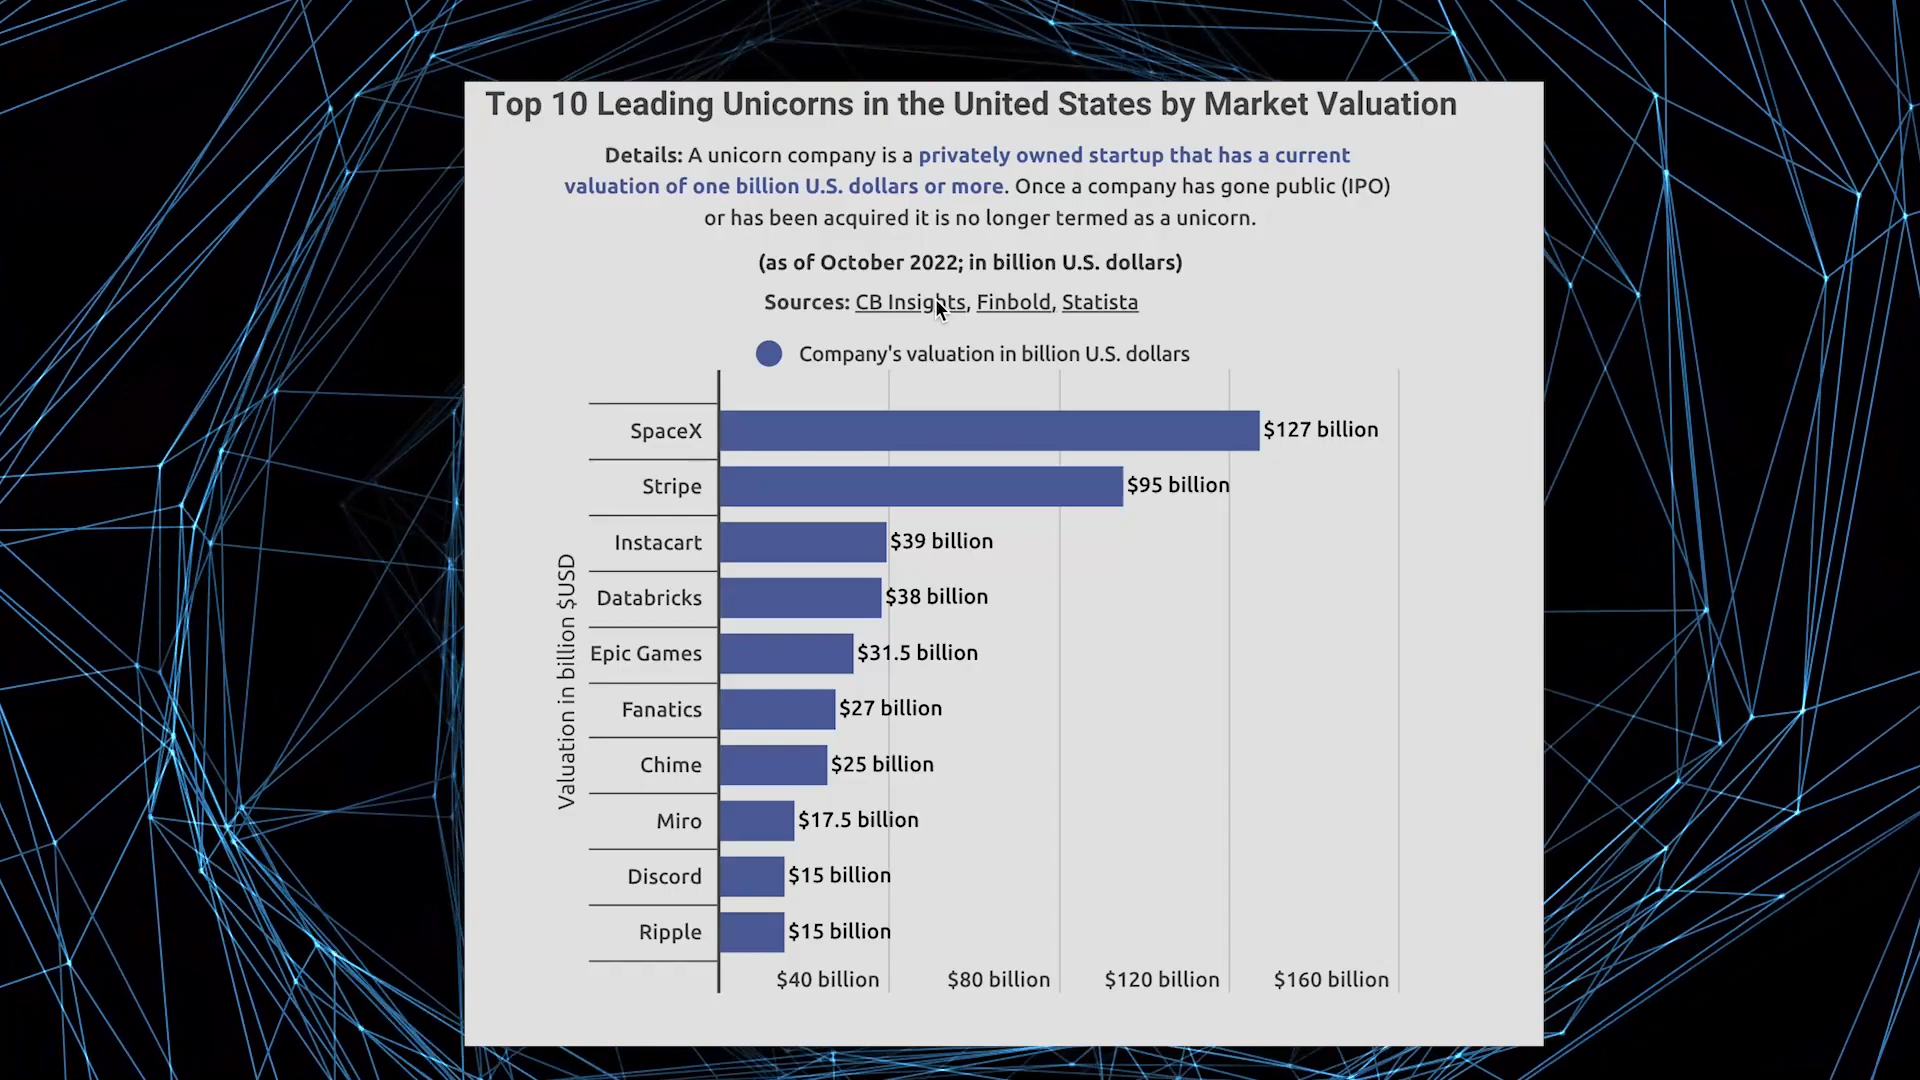 Top 10 Leading Unicorns in the United States by Market Valuation
Details: A unicorn company is a privately owned startup that has a current
valuation of one billion U.S. dollars or more. Once a company has gone public (IPO)
or has been acquired it is no longer termed as a unicorn.
(as of October 2022; in billion U.S. dollars)
Sources: CB Insights, Finbold, Statista
Company's valuation in billion U.S. dollars
Valuation in billion $USD
SpaceX $127 billion
Stripe $95 billion
Instacart $39 billion
Databricks $38 billion
Epic Games $31.5 billion
Fanatics $27 billion
Chime $25 billion
Miro $17.5 billion
Discord $15 billion
Ripple $15 billion
$40 billion $80 billion $120 billion $160 billion